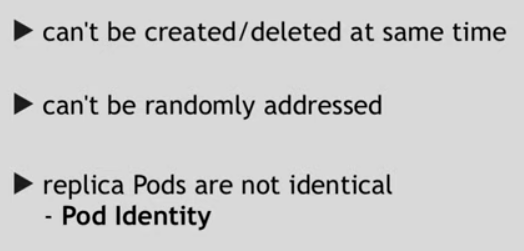 ▶ can't be created/deleted at same time
▶ can't be randomly addressed
▶ replica Pods are not identical
- Pod Identity